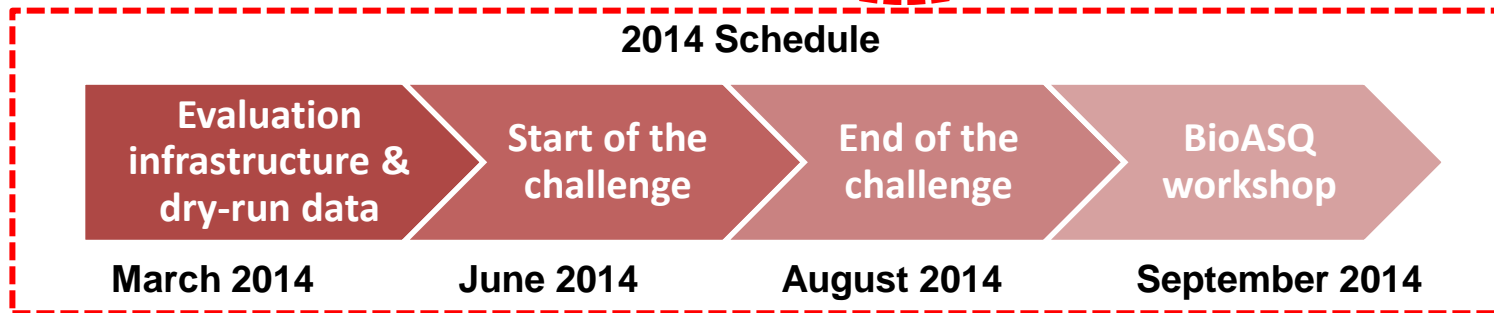 2014 Schedule
Evaluation
infrastructure &
dry-run data
Start of the
challenge
End of the
challenge
BioASQ
workshop
March 2014
June 2014
August 2014
September 2014